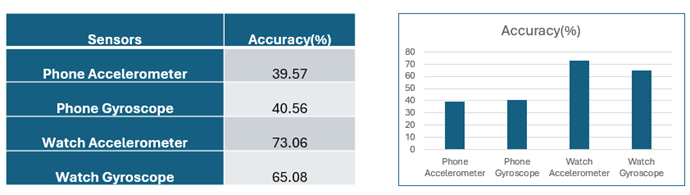 Sensors Accuracy(%)
Phone Accelerometer 39.57
Phone Gyroscope 40.56
Watch Accelerometer 73.06
Watch Gyroscope 65.08
Accuracy(%)
80
70
60
50
40
30
20
10
0
Phone Phone Watch Watch
Accelerometer Gyroscope Accelerometer Gyroscope